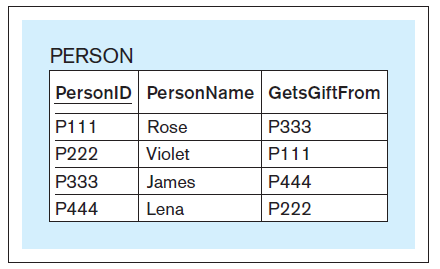 PERSON
PersonID PersonName GetsGiftFrom
P111 Rose P333
P222 Violet P111
P333 James P444
P444 Lena P222